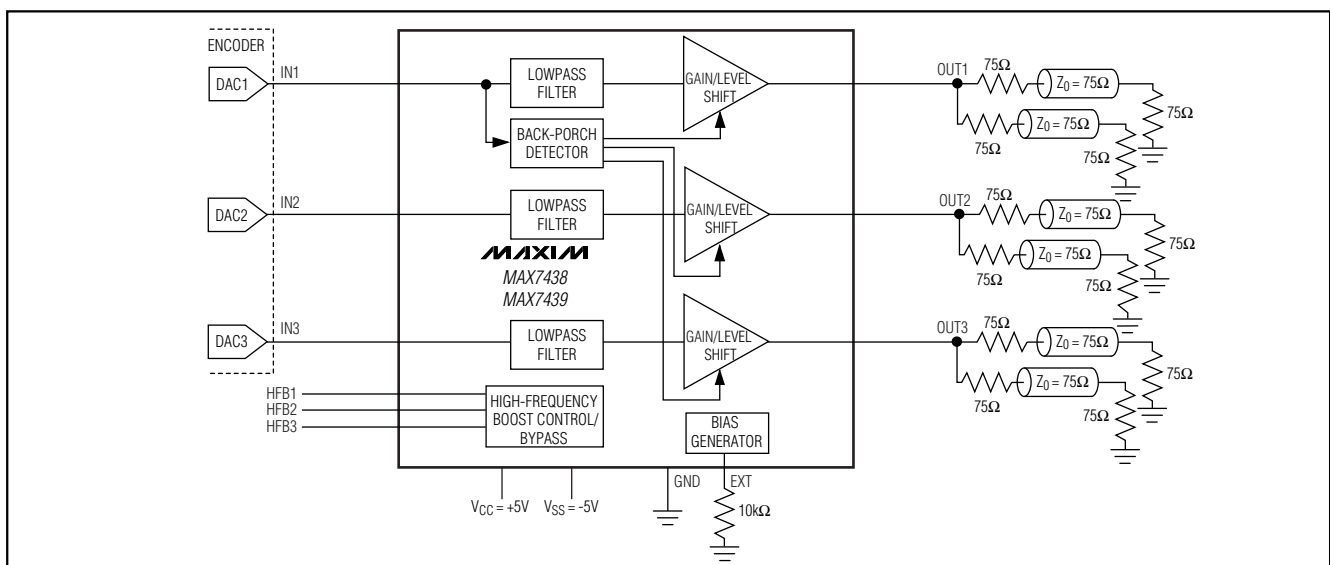 ENCODER
DAC1
IN1
LOWPASS
FILTER
GAIN/LEVEL
SHIFT
OUT1
75Ω
Z0 = 75Ω
75Ω
BACK-PORCH
DETECTOR
75Ω
Z0 = 75Ω
75Ω
DAC2
IN2
LOWPASS
FILTER
GAIN/LEVEL
SHIFT
OUT2
75Ω
Z0 = 75Ω
75Ω
75Ω
Z0 = 75Ω
75Ω
MAXIM
MAX7438
MAX7439
DAC3
IN3
LOWPASS
FILTER
GAIN/LEVEL
SHIFT
OUT3
75Ω
Z0 = 75Ω
75Ω
75Ω
Z0 = 75Ω
75Ω
HFB1
HFB2
HFB3
HIGH-FREQUENCY
BOOST CONTROL/
BYPASS
BIAS
GENERATOR
VCC = +5V
VSS = -5V
GND
EXT
10kΩ